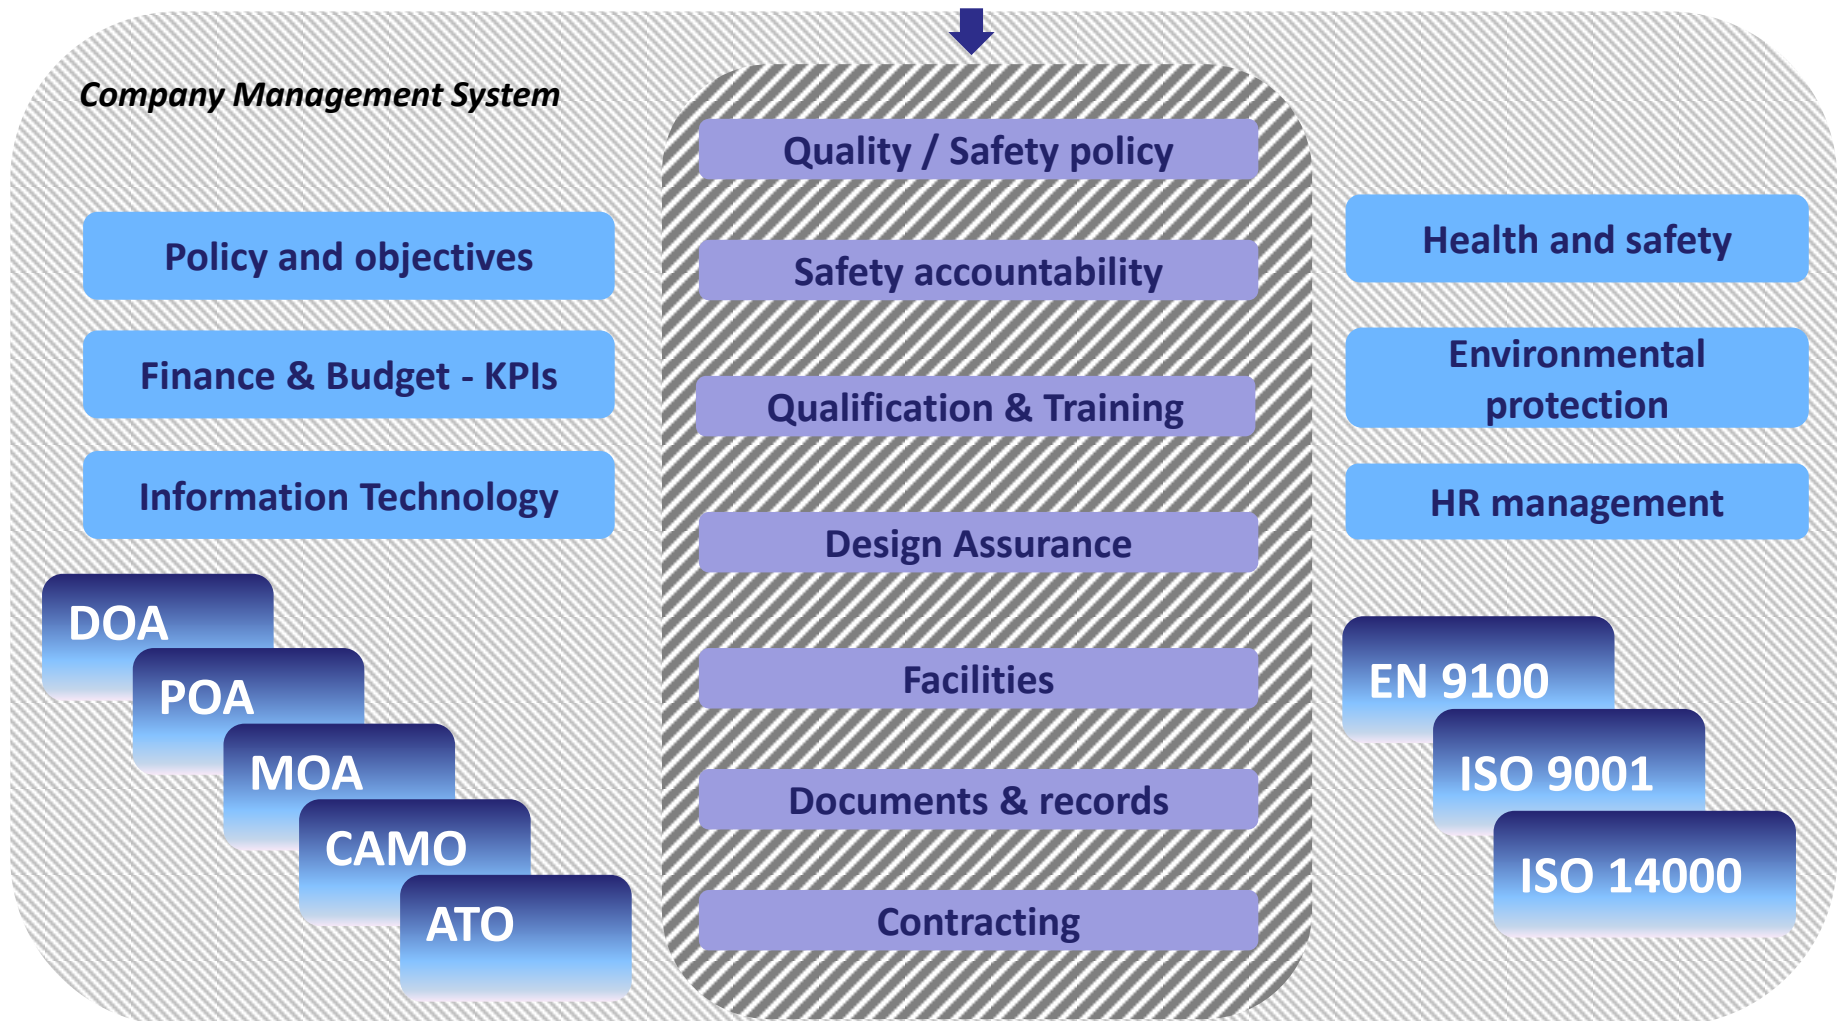 Company Management System
Policy and objectives
Finance & Budget - KPIs
Information Technology
DOA
POA
MOA
CAMO
ATO
Quality / Safety policy
Safety accountability
Qualification & Training
Design Assurance
Facilities
Documents & records
Contracting
Health and safety
Environmental
protection
HR management
EN 9100
ISO 9001
ISO 14000